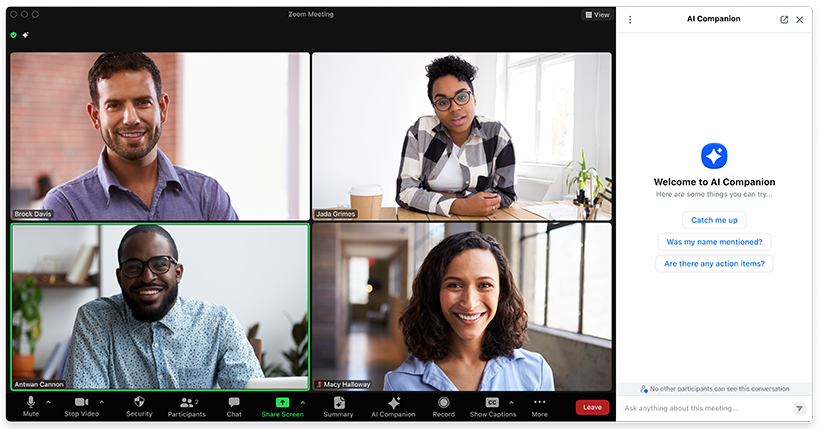 Zoom Meeting
View
AI Companion
Brock Davis
Jada Grimes
Welcome to AI Companion
Here are some things you can try...
Catch me up
Was my name mentioned?
Are there any action items?
Antwan Cannon
Macy Halloway
No other participants can see this conversation
Ask anything about this meeting...
Mute
Stop Video
Security
Participants
2
Chat
Share Screen
Summary
AI Companion
Record
CC
Show Captions
More
Leave